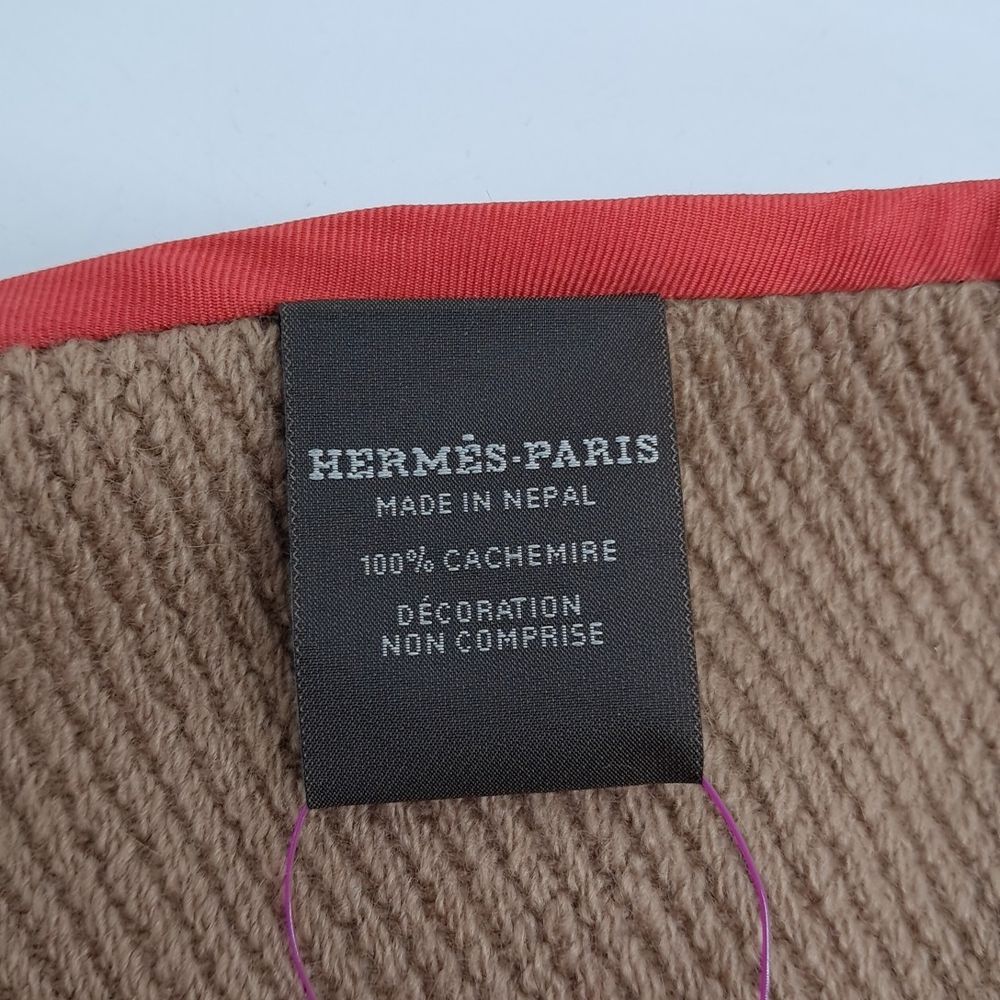 HERMÈS-PARIS
MADE IN NEPAL
100% CACHEMIRE
DÉCORATION
NON COMPRISE